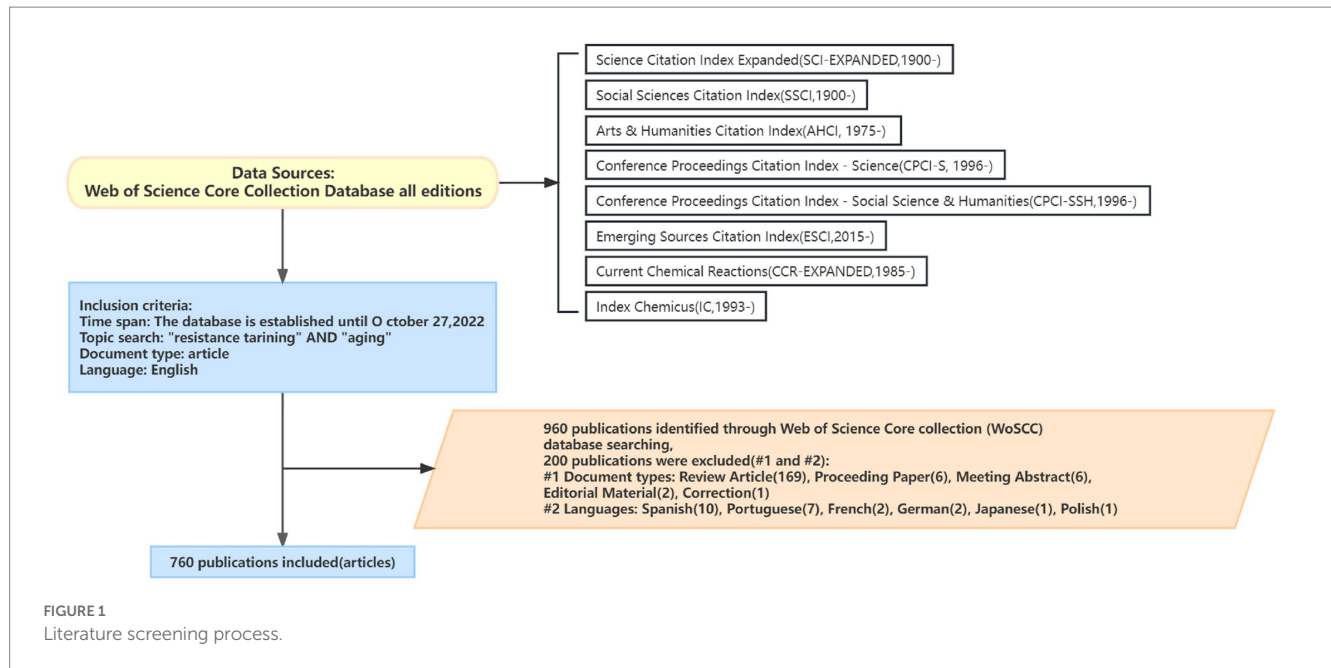 Data Sources:
Web of Science Core Collection Database all editions
Science Citation Index Expanded(SCI-EXPANDED,1900-)
Social Sciences Citation Index(SSCI,1900-)
Arts & Humanities Citation Index(AHCI, 1975-)
Conference Proceedings Citation Index - Science(CPCI-S, 1996-)
Conference Proceedings Citation Index - Social Science & Humanities(CPCI-SSH,1996-)
Emerging Sources Citation Index(ESCI,2015-)
Current Chemical Reactions(CCR-EXPANDED,1985-)
Index Chemicus(IC,1993-)
Inclusion criteria:
Time span: The database is established until O ctober 27,2022
Topic search: "resistance tarining" AND "aging"
Document type: article
Language: English
960 publications identified through Web of Science Core collection (WoSCC)
database searching,
200 publications were excluded(#1 and #2):
#1 Document types: Review Article(169), Proceeding Paper(6), Meeting Abstract(6),
Editorial Material(2), Correction(1)
#2 Languages: Spanish(10), Portuguese(7), French(2), German(2), Japanese(1), Polish(1)
760 publications included(articles)
FIGURE 1
Literature screening process.